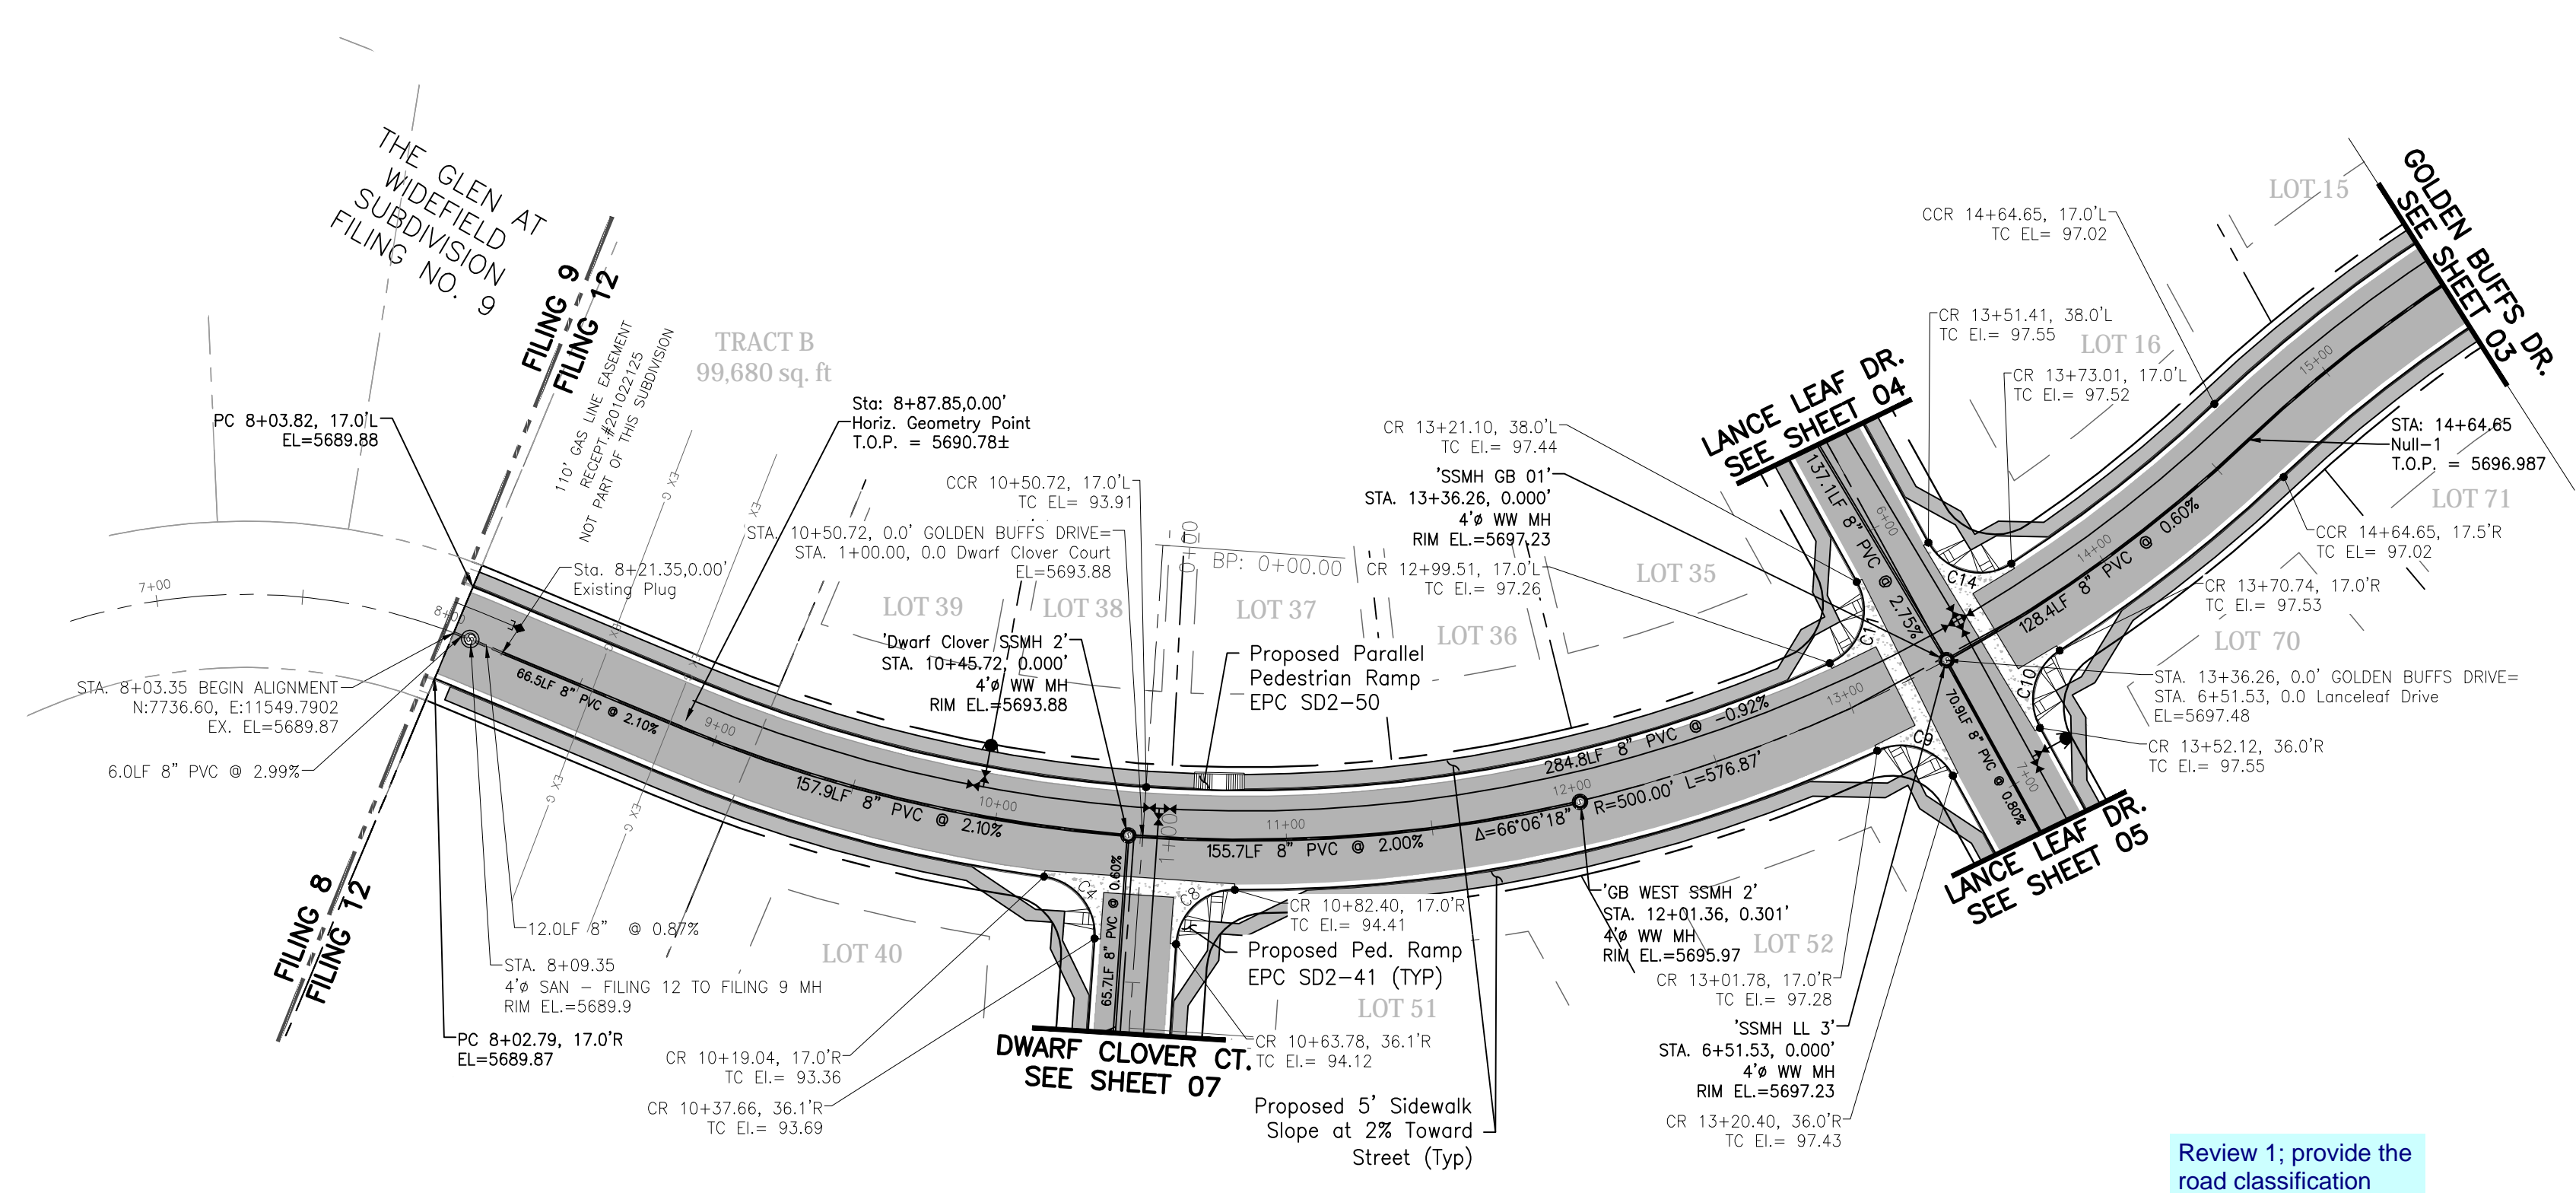 THE GLEN AT
WIDEFIELD
SUBDIVISION
FILING NO. 9
FILING 9
FILING 12
110' GAS LINE EASEMENT
RECEPT.#201022125
NOT PART OF THIS SUBDIVISION
TRACT B
99,680 sq. ft
PC 8+03.82, 17.0'L
EL=5689.88
Sta: 8+87.85,0.00'
Horiz. Geometry Point
T.O.P. = 5690.78±
CCR 10+50.72, 17.0'L
TC EL= 93.91
STA. 10+50.72, 0.0' GOLDEN BUFFS DRIVE=
STA. 1+00.00, 0.0 Dwarf Clover Court
EL=5693.88
Sta. 8+21.35,0.00'
Existing Plug
7+00
8+00
EX G
EX G
EX G
EX G
EX G
EX G
LOT 39
LOT 38
LOT 37
LOT 36
LOT 35
0+00
BP: 0+00.00
'Dwarf Clover SSMH 2'
STA. 10+45.72, 0.000'
4'ø WW MH
RIM EL.=5693.88
Proposed Parallel
Pedestrian Ramp
EPC SD2-50
CR 13+21.10, 38.0'L
TC El.= 97.44
'SSMH GB 01'
STA. 13+36.26, 0.000'
4'ø WW MH
RIM EL.=5697.23
CR 12+99.51, 17.0'L
TC El.= 97.26
LANCE LEAF DR.
SEE SHEET 04
CCR 14+64.65, 17.0'L
TC EL= 97.02
CR 13+51.41, 38.0'L
TC El.= 97.55
CR 13+73.01, 17.0'L
TC El.= 97.52
LOT 15
LOT 16
GOLDEN BUFFS DR.
SEE SHEET 03
STA: 14+64.65
Null-1
T.O.P. = 5696.987
LOT 71
CCR 14+64.65, 17.5'R
TC EL= 97.02
CR 13+70.74, 17.0'R
TC El.= 97.53
LOT 70
STA. 13+36.26, 0.0' GOLDEN BUFFS DRIVE=
STA. 6+51.53, 0.0 Lanceleaf Drive
EL=5697.48
CR 13+52.12, 36.0'R
TC El.= 97.55
137.1LF 8" PVC @ 2.75%
6+00
C14
C11
C10
C9
128.4LF 8" PVC @ 0.60%
14+00
15+00
70.9LF 8" PVC @ 0.80%
7+00
LANCE LEAF DR.
SEE SHEET 05
STA. 8+03.35 BEGIN ALIGNMENT
N:7736.60, E:11549.7902
EX. EL=5689.87
6.0LF 8" PVC @ 2.99%
66.5LF 8" PVC @ 2.10%
9+00
157.9LF 8" PVC @ 2.10%
10+00
1+00
11+00
155.7LF 8" PVC @ 2.00%
12+00
284.8LF 8" PVC @ -0.92%
13+00
Δ=66°06'18" R=500.00' L=576.87'
65.7LF 8" PVC @ 0.60%
C4
C8
FILING 8
FILING 12
12.0LF 8" @ 0.87%
STA. 8+09.35
4'ø SAN - FILING 12 TO FILING 9 MH
RIM EL.=5689.9
PC 8+02.79, 17.0'R
EL=5689.87
LOT 40
CR 10+19.04, 17.0'R
TC El.= 93.36
CR 10+37.66, 36.1'R
TC El.= 93.69
DWARF CLOVER CT.
SEE SHEET 07
CR 10+82.40, 17.0'R
TC El.= 94.41
Proposed Ped. Ramp
EPC SD2-41 (TYP)
LOT 51
CR 10+63.78, 36.1'R
TC El.= 94.12
Proposed 5' Sidewalk
Slope at 2% Toward
Street (Typ)
'GB WEST SSMH 2'
STA. 12+01.36, 0.301'
4'ø WW MH
RIM EL.=5695.97
LOT 52
CR 13+01.78, 17.0'R
TC El.= 97.28
'SSMH LL 3'
STA. 6+51.53, 0.000'
4'ø WW MH
RIM EL.=5697.23
CR 13+20.40, 36.0'R
TC El.= 97.43
Review 1; provide the
road classification